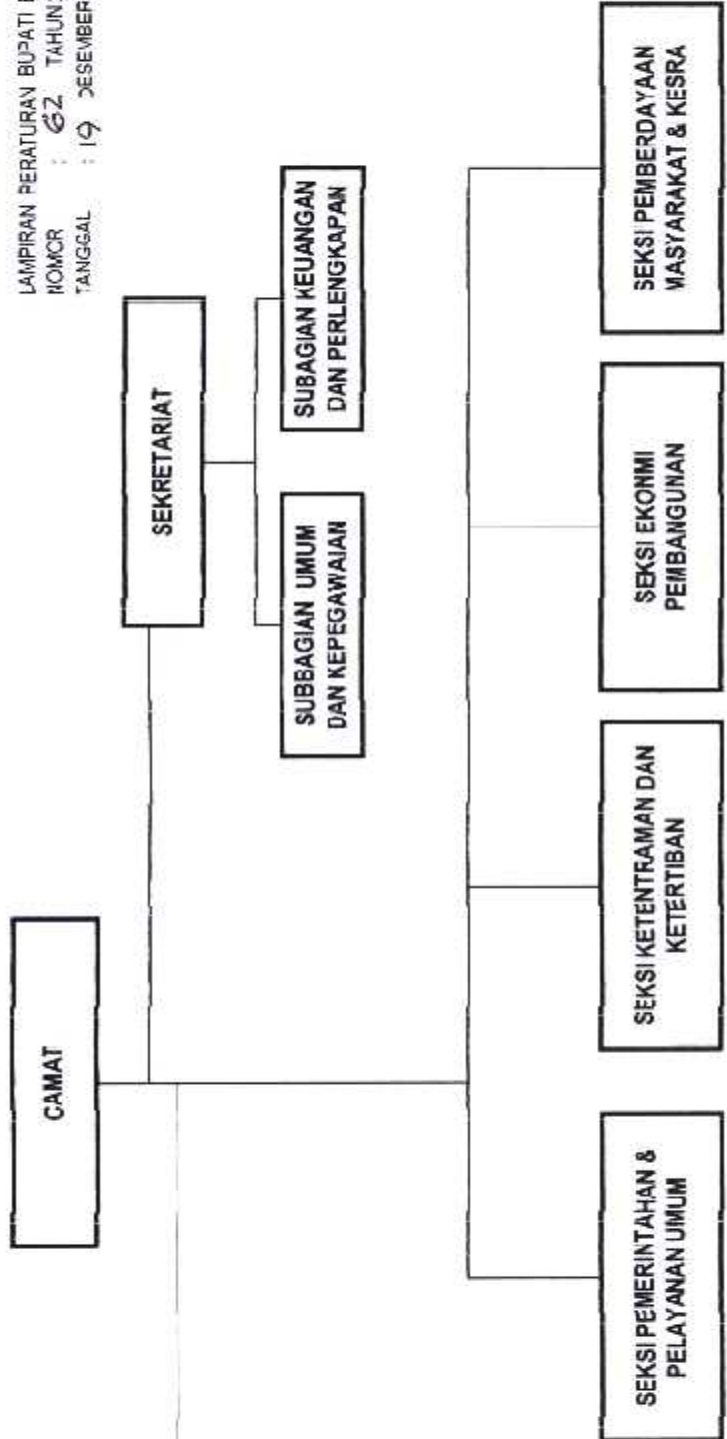 LAMPIRAN PERATURAN BUPATI
NOMOR : 62 TAHUN
TANGGAL : 19 DESEMBER
CAMAT
SEKRETARIAT
SUBBAGIAN UMUM
DAN KEPEGAWAIAN
SUBAGIAN KEUANGAN
DAN PERLENGKAPAN
SEKSI PEMERINTAHAN &
PELAYANAN UMUM
SEKSI KETENTRAMAN DAN
KETERTIBAN
SEKSI EKONMI
PEMBANGUNAN
SEKSI PEMBERDAYAAN
MASYARAKAT & KESRA